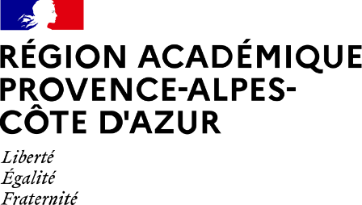 RÉGION ACADÉMIQUE
PROVENCE-ALPES-
CÔTE D'AZUR
Liberté
Égalité
Fraternité